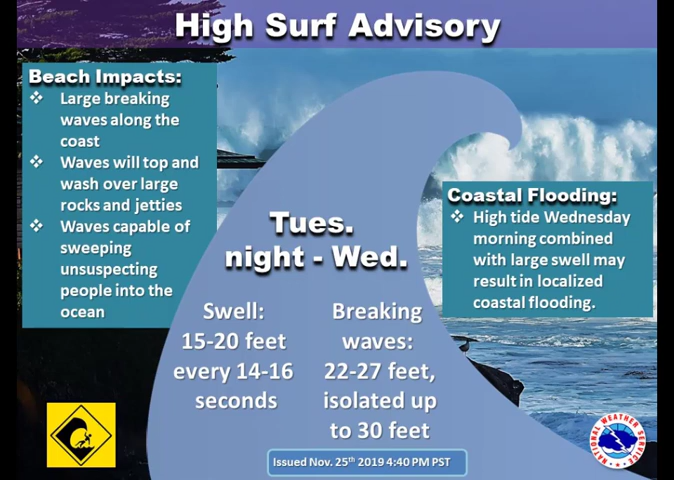 High Surf Advisory
Beach Impacts:
❖ Large breaking
waves along the
coast
❖ Waves will top and
wash over large
rocks and jetties
❖ Waves capable of
sweeping
unsuspecting
people into the
ocean
Tues.
night - Wed.
Swell:
15-20 feet
every 14-16
seconds
Breaking
waves:
22-27 feet,
isolated up
to 30 feet
Coastal Flooding:
❖ High tide Wednesday
morning combined
with large swell may
result in localized
coastal flooding.
Issued Nov. 25th 2019 4:40 PM PST
NATIONAL WEATHER SERVICE